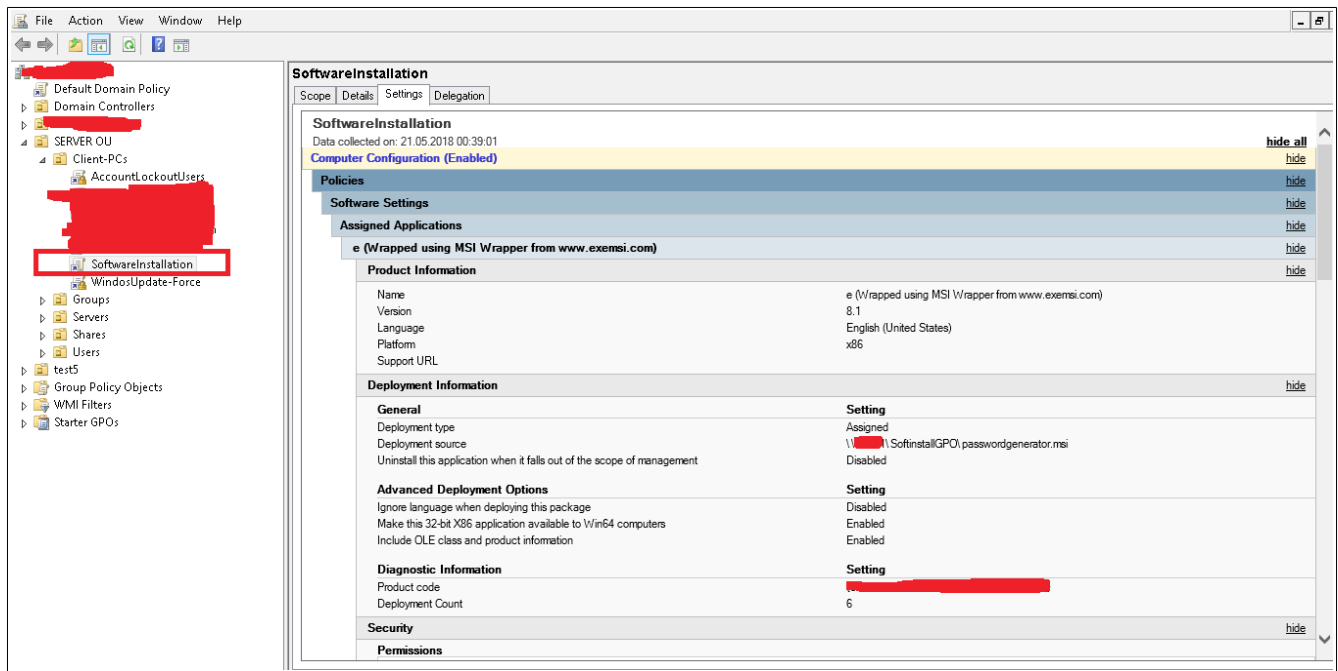 File Action View Window Help
SoftwareInstallation
Default Domain Policy
Domain Controllers
SERVER OU
Client-PCs
AccountLockoutUsers
SoftwareInstallation
WindosUpdate-Force
Groups
Servers
Shares
Users
test5
Group Policy Objects
WMI Filters
Starter GPOs
Scope Details Settings Delegation
SoftwareInstallation
Data collected on: 21.05.2018 00:39:01 hide all
Computer Configuration (Enabled) hide
Policies hide
Software Settings hide
Assigned Applications hide
e (Wrapped using MSI Wrapper from www.exemsi.com) hide
Product Information hide
Name e (Wrapped using MSI Wrapper from www.exemsi.com)
Version 8.1
Language English (United States)
Platform x86
Support URL
Deployment Information hide
General Setting
Deployment type Assigned
Deployment source \\ \SoftinstallGPO\passwordgenerator.msi
Uninstall this application when it falls out of the scope of management Disabled
Advanced Deployment Options Setting
Ignore language when deploying this package Disabled
Make this 32-bit X86 application available to Win64 computers Enabled
Include OLE class and product information Enabled
Diagnostic Information Setting
Product code
Deployment Count 6
Security hide
Permissions